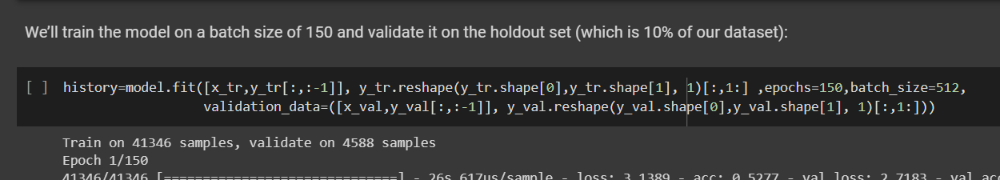 We’ll train the model on a batch size of 150 and validate it on the holdout set (which is 10% of our dataset):
[ ] history=model.fit([x_tr,y_tr[:,:-1]], y_tr.reshape(y_tr.shape[0],y_tr.shape[1], 1)[:,1:] ,epochs=150,batch_size=512,
validation_data=([x_val,y_val[:,:-1]], y_val.reshape(y_val.shape[0],y_val.shape[1], 1)[:,1:]))
Train on 41346 samples, validate on 4588 samples
Epoch 1/150
41346/41346 [==============================] - 26s 617us/sample - loss: 3.1389 - acc: 0.5277 - val_loss: 2.7183 - val_acc